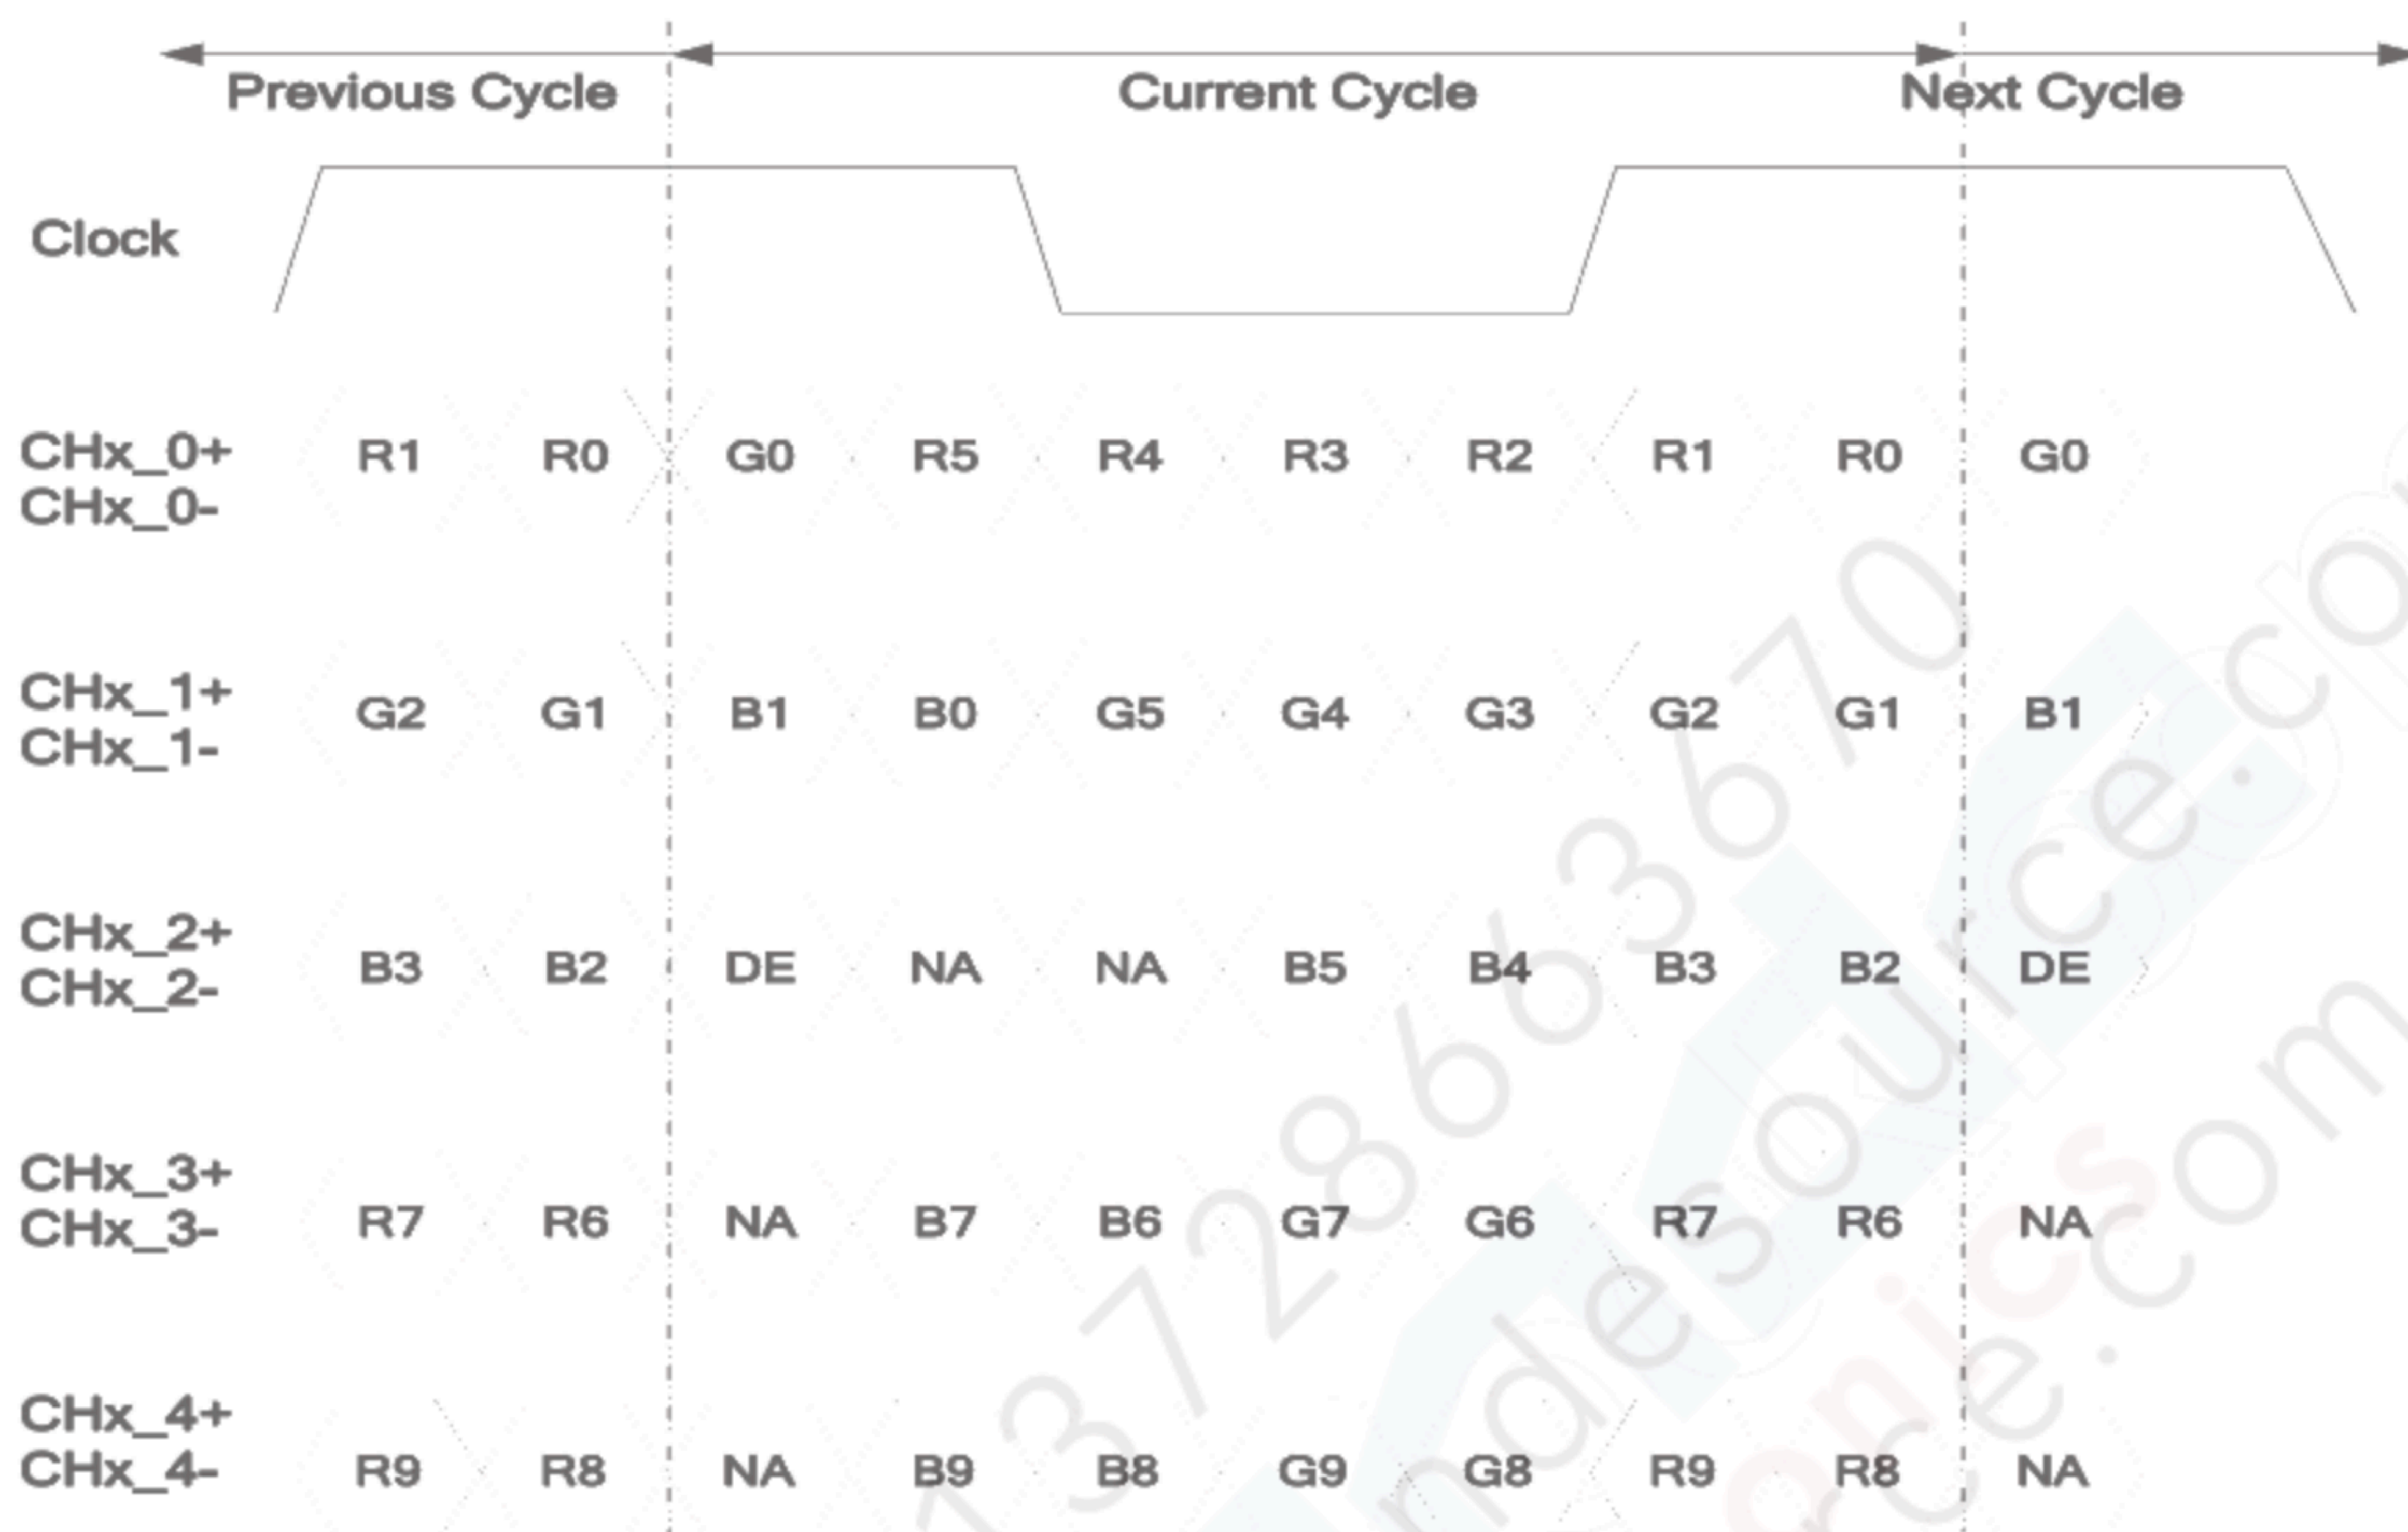 Previous Cycle Current Cycle Next Cycle
Clock
CHx_0+
R1 R0 G0 R5 R4 R3 R2 R1 R0 G0
CHx_0-
CHx_1+
G2 G1 B1 B0 G5 G4 G3 G2 G1 B1
CHx_1-
CHx_2+
B3 B2 DE NA NA B5 B4 B3 B2 DE
CHx_2-
CHx_3+
R7 R6 NA B7 B6 G7 G6 R7 R6 NA
CHx_3-
CHx_4+
R9 R8 NA B9 B8 G9 G8 R9 R8 NA
CHx_4-
13728663670